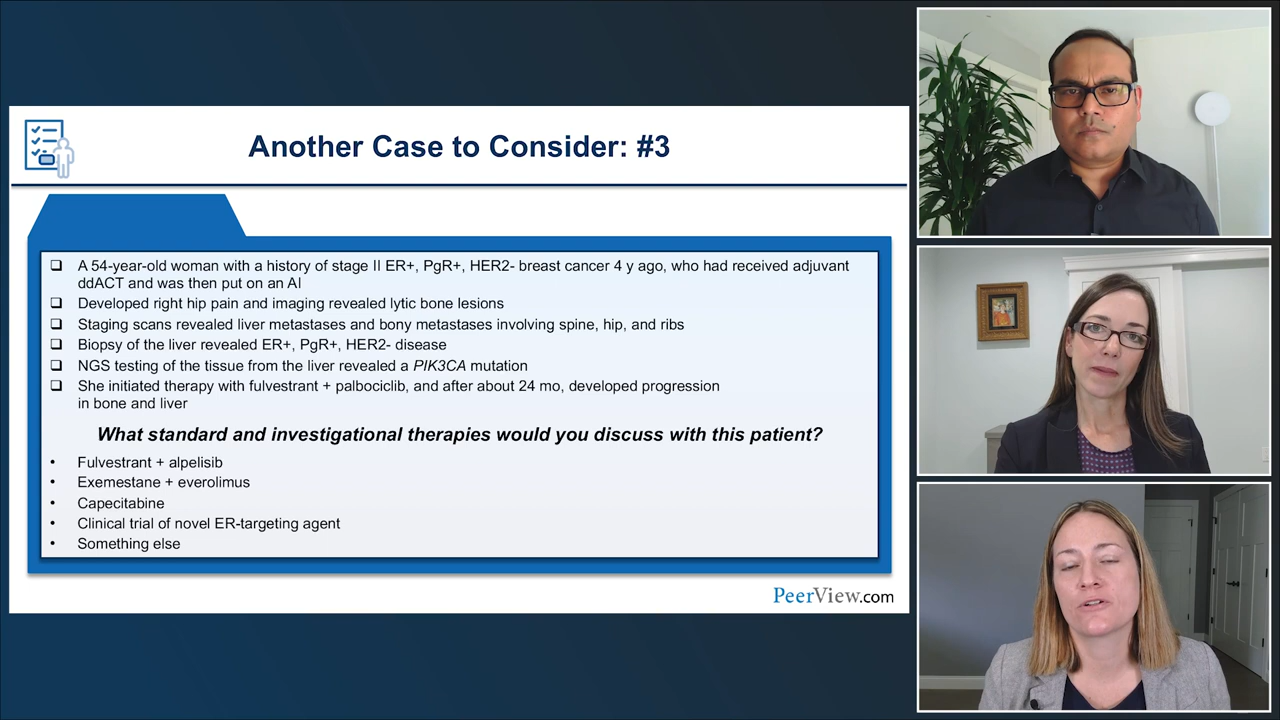 Another Case to Consider: #3
A 54-year-old woman with a history of stage II ER+, PgR+, HER2- breast cancer 4 y ago, who had received adjuvant
ddACT and was then put on an AI
Developed right hip pain and imaging revealed lytic bone lesions
Staging scans revealed liver metastases and bony metastases involving spine, hip, and ribs
Biopsy of the liver revealed ER+, PgR+, HER2- disease
NGS testing of the tissue from the liver revealed a PIK3CA mutation
She initiated therapy with fulvestrant + palbociclib, and after about 24 mo, developed progression
in bone and liver
What standard and investigational therapies would you discuss with this patient?
• Fulvestrant + alpelisib
• Exemestane + everolimus
• Capecitabine
• Clinical trial of novel ER-targeting agent
• Something else
PeerView.com